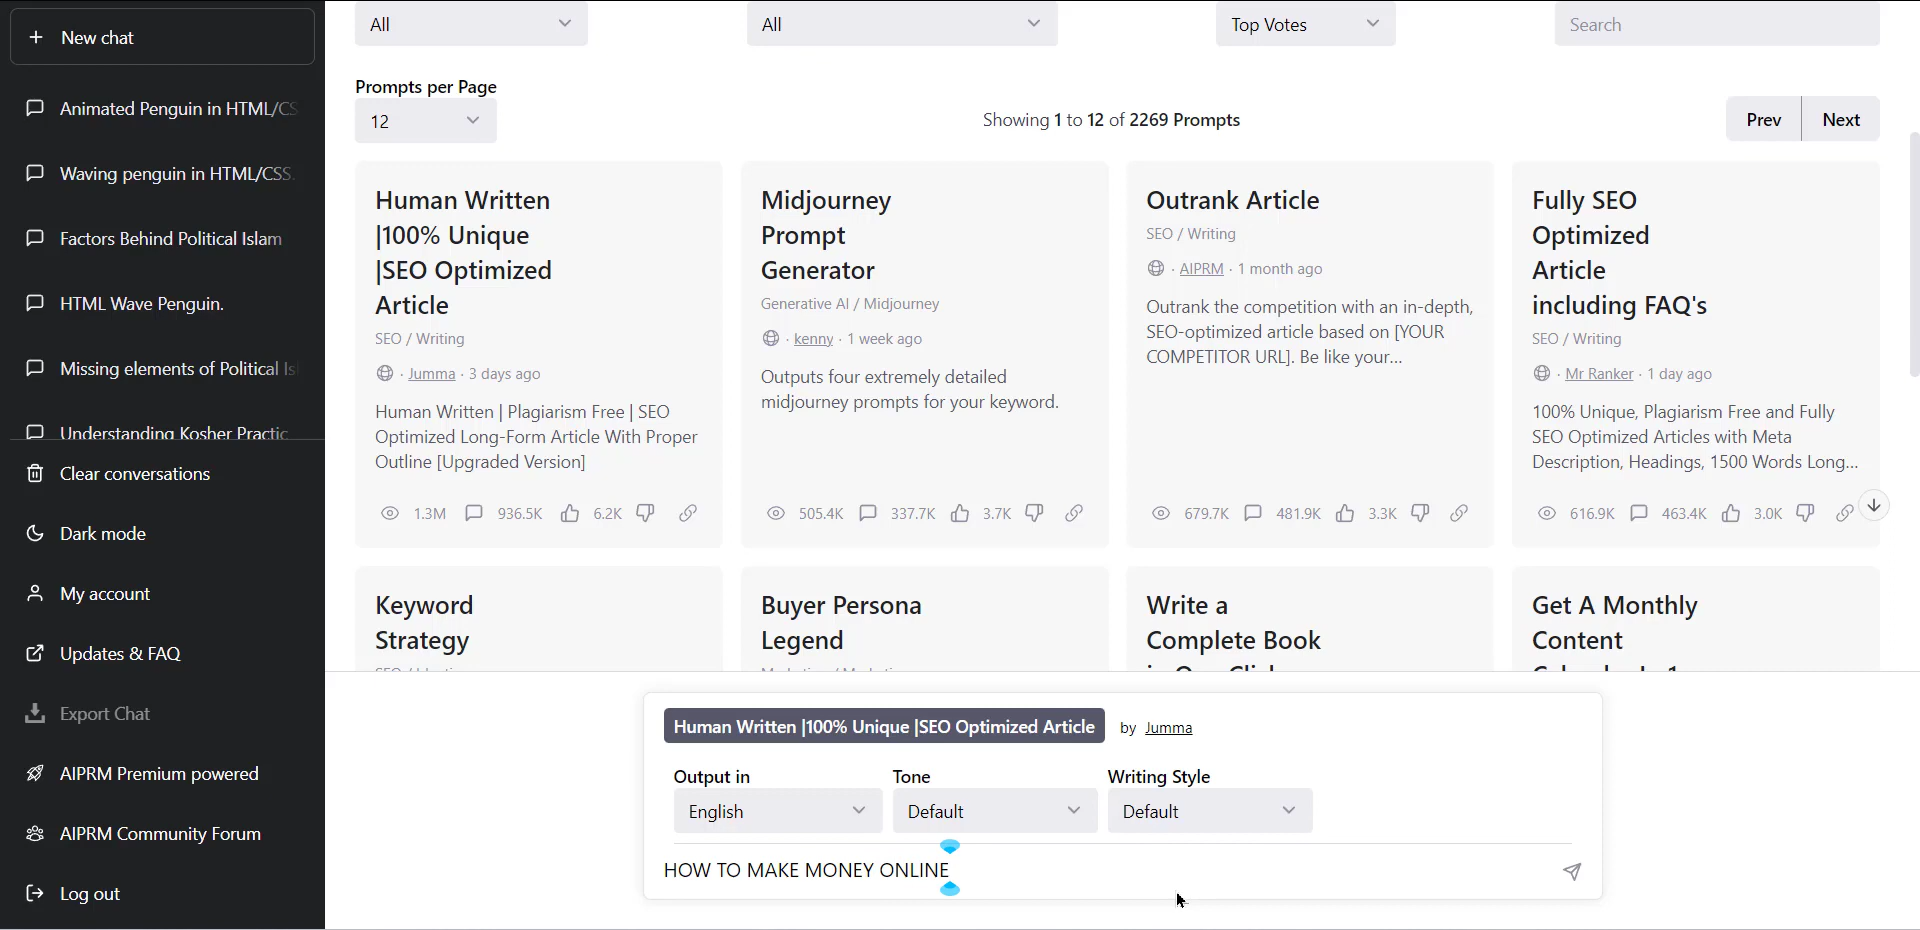 New chat
Animated Penguin in HTML/CS
Waving penguin in HTML/CSS.
Factors Behind Political Islam
HTML Wave Penguin.
Missing elements of Political Is
Understanding Kosher Practic
Clear conversations
Dark mode
My account
Updates & FAQ
Export Chat
AIPRM Premium powered
AIPRM Community Forum
Log out
All
All
Top Votes
Search
Prompts per Page
12
Showing 1 to 12 of 2269 Prompts
Prev
Next
Human Written
|100% Unique
|SEO Optimized
Article
SEO / Writing
· Jumma · 3 days ago
Human Written | Plagiarism Free | SEO
Optimized Long-Form Article With Proper
Outline [Upgraded Version]
1.3M 936.5K 6.2K
Midjourney
Prompt
Generator
Generative AI / Midjourney
· kenny · 1 week ago
Outputs four extremely detailed
midjourney prompts for your keyword.
505.4K 337.7K 3.7K
Outrank Article
SEO / Writing
· AIPRM · 1 month ago
Outrank the competition with an in-depth,
SEO-optimized article based on [YOUR
COMPETITOR URL]. Be like your...
679.7K 481.9K 3.3K
Fully SEO
Optimized
Article
including FAQ's
SEO / Writing
· Mr Ranker · 1 day ago
100% Unique, Plagiarism Free and Fully
SEO Optimized Articles with Meta
Description, Headings, 1500 Words Long...
616.9K 463.4K 3.0K
Keyword
Strategy
Buyer Persona
Legend
Write a
Complete Book
Get A Monthly
Content
Human Written |100% Unique |SEO Optimized Article by Jumma
Output in
English
Tone
Default
Writing Style
Default
HOW TO MAKE MONEY ONLINE